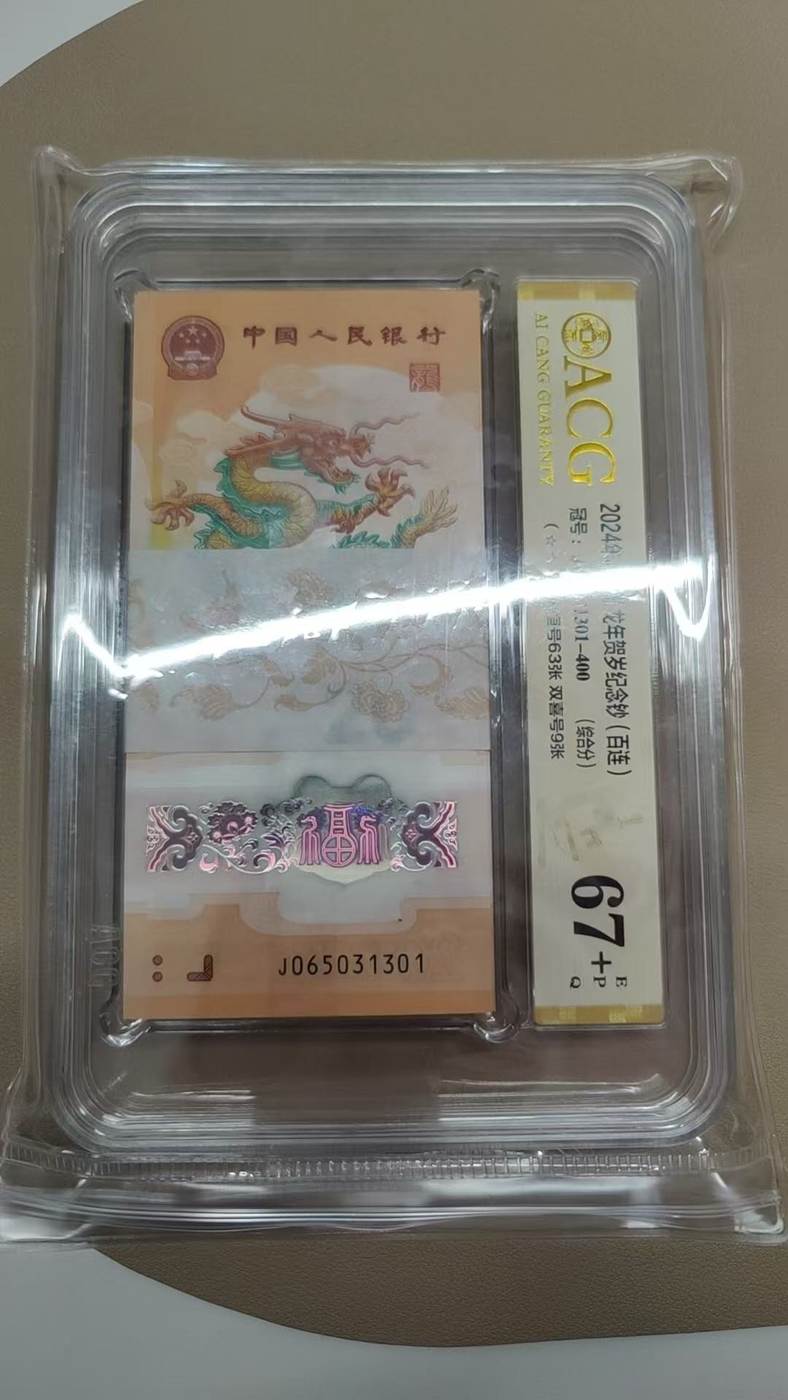 中国人民银行
福
J065031301
ACG
AI CANG GUARANTY
2024年 龙年贺岁纪念钞(百连)
冠号: 1301-400 (综合分)
号63张 双喜号9张
67+
E
P
Q
ACG